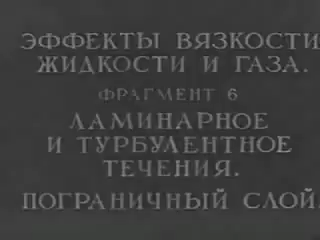 ЭФФЕКТЫ ВЯЗКОСТИ
ЖИДКОСТИ И ГАЗА.
ФРАГМЕНТ 6
ЛАМИНАРНОЕ
И ТУРБУЛЕНТНОЕ
ТЕЧЕНИЯ.
ПОГРАНИЧНЫЙ СЛОЙ.